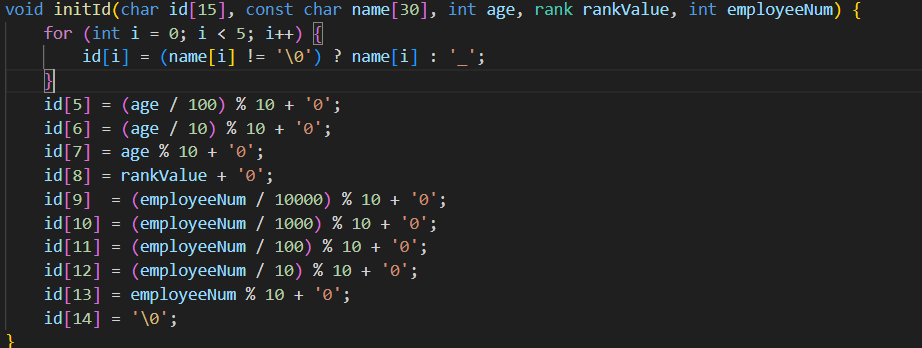 void initId(char id[15], const char name[30], int age, rank rankValue, int employeeNum) {
    for (int i = 0; i < 5; i++) {
        id[i] = (name[i] != '\0') ? name[i] : '_';
    }
    id[5] = (age / 100) % 10 + '0';
    id[6] = (age / 10) % 10 + '0';
    id[7] = age % 10 + '0';
    id[8] = rankValue + '0';
    id[9]  = (employeeNum / 10000) % 10 + '0';
    id[10] = (employeeNum / 1000) % 10 + '0';
    id[11] = (employeeNum / 100) % 10 + '0';
    id[12] = (employeeNum / 10) % 10 + '0';
    id[13] = employeeNum % 10 + '0';
    id[14] = '\0';
}